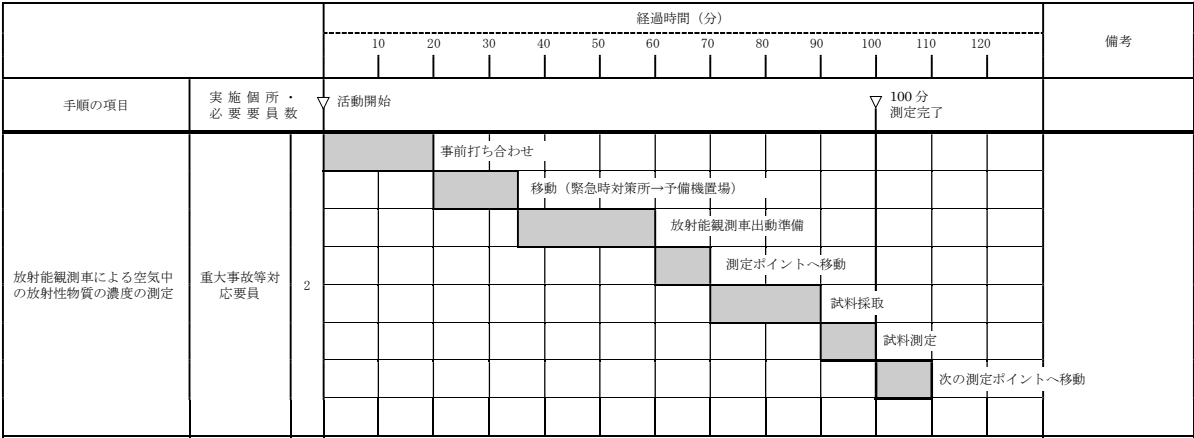 経過時間（分）
備考
10 20 30 40 50 60 70 80 90 100 110 120
手順の項目
実施個所・
必要要員数
活動開始
100分
測定完了
事前打ち合わせ
移動（緊急時対策所→予備機置場）
放射能観測車出動準備
測定ポイントへ移動
放射能観測車による空気中
の放射性物質の濃度の測定
重大事故等対
応要員
2
試料採取
試料測定
次の測定ポイントへ移動